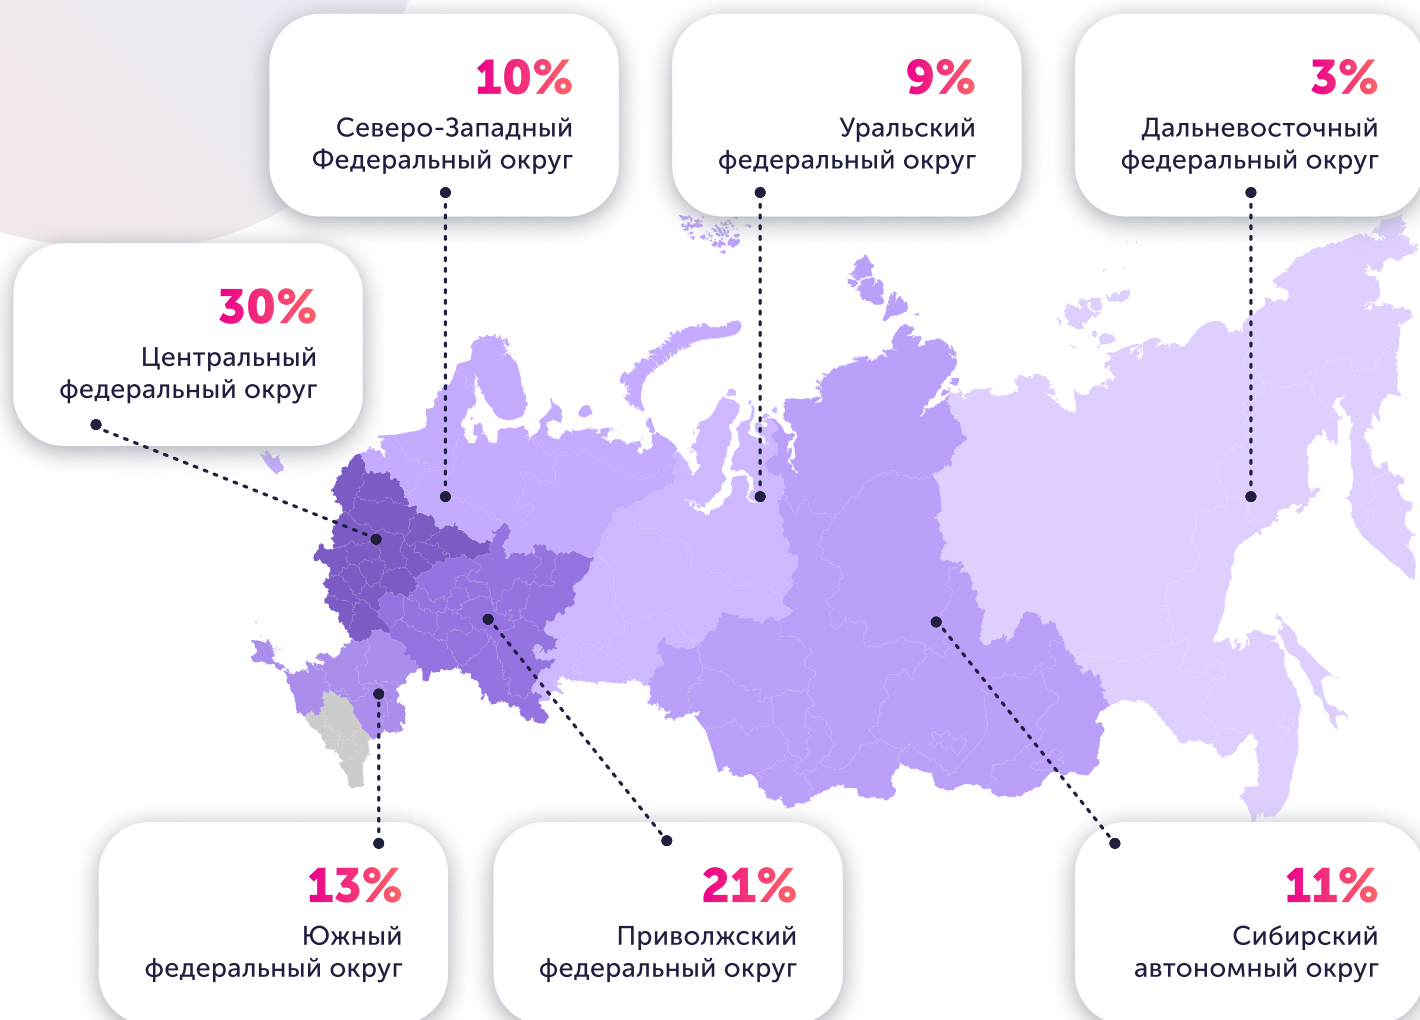 10%
Северо-Западный
Федеральный округ
9%
Уральский
федеральный округ
3%
Дальневосточный
федеральный округ
30%
Центральный
федеральный округ
13%
Южный
федеральный округ
21%
Приволжский
федеральный округ
11%
Сибирский
автономный округ